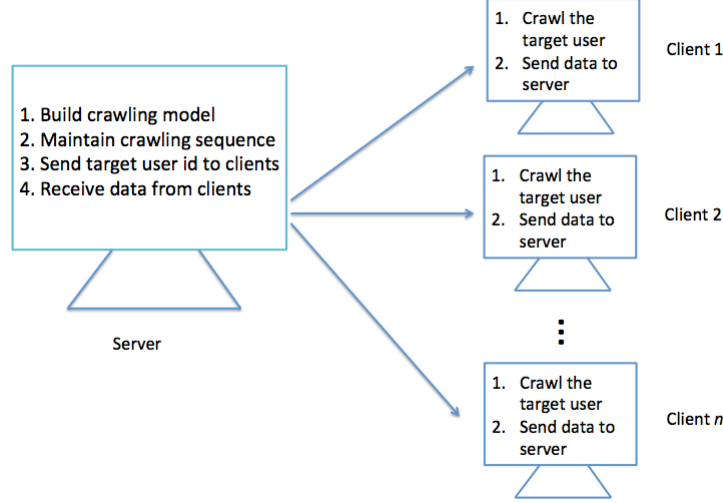 1. Build crawling model
2. Maintain crawling sequence
3. Send target user id to clients
4. Receive data from clients
Server
1. Crawl the
target user
2. Send data to
server
Client 1
1. Crawl the
target user
2. Send data to
server
Client 2
1. Crawl the
target user
2. Send data to
server
Client n